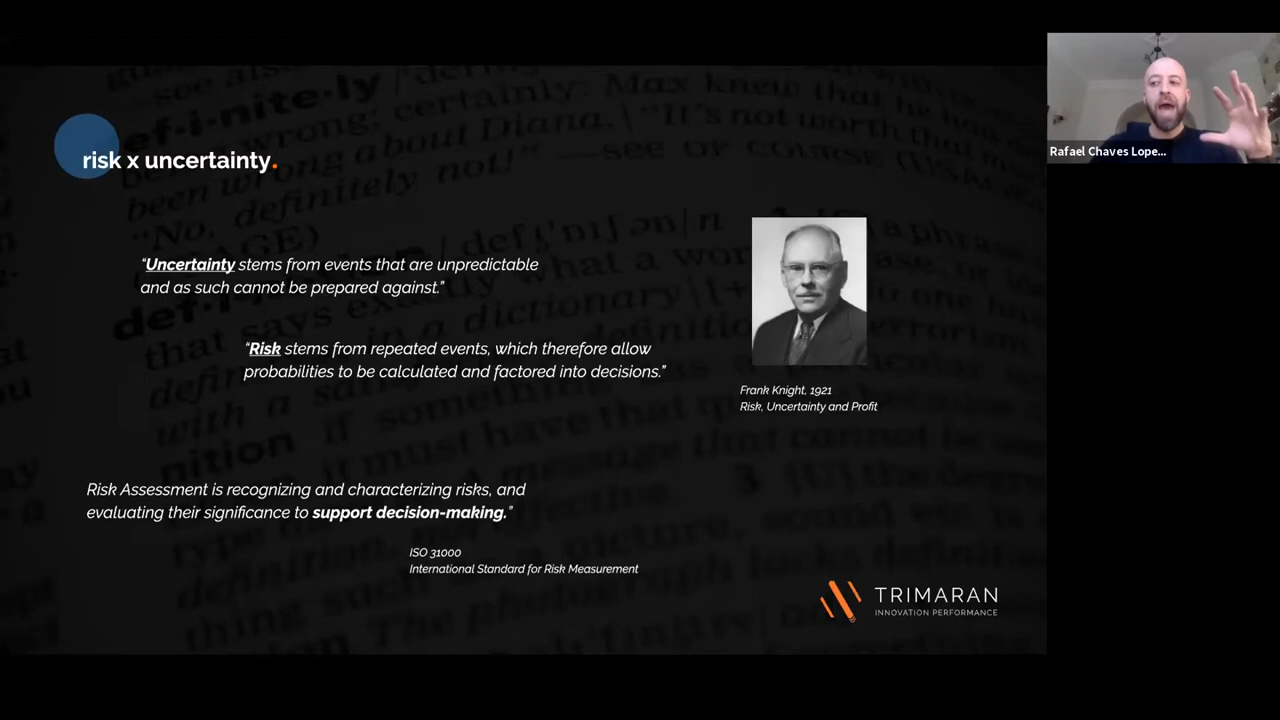 risk x uncertainty.
"Uncertainty stems from events that are unpredictable
and as such cannot be prepared against."
"Risk stems from repeated events, which therefore allow
probabilities to be calculated and factored into decisions."
Frank Knight, 1921
Risk, Uncertainty and Profit
Risk Assessment is recognizing and characterizing risks, and
evaluating their significance to support decision-making."
ISO 31000
International Standard for Risk Measurement
TRIMARAN
INNOVATION PERFORMANCE
Rafael Chaves Lope...